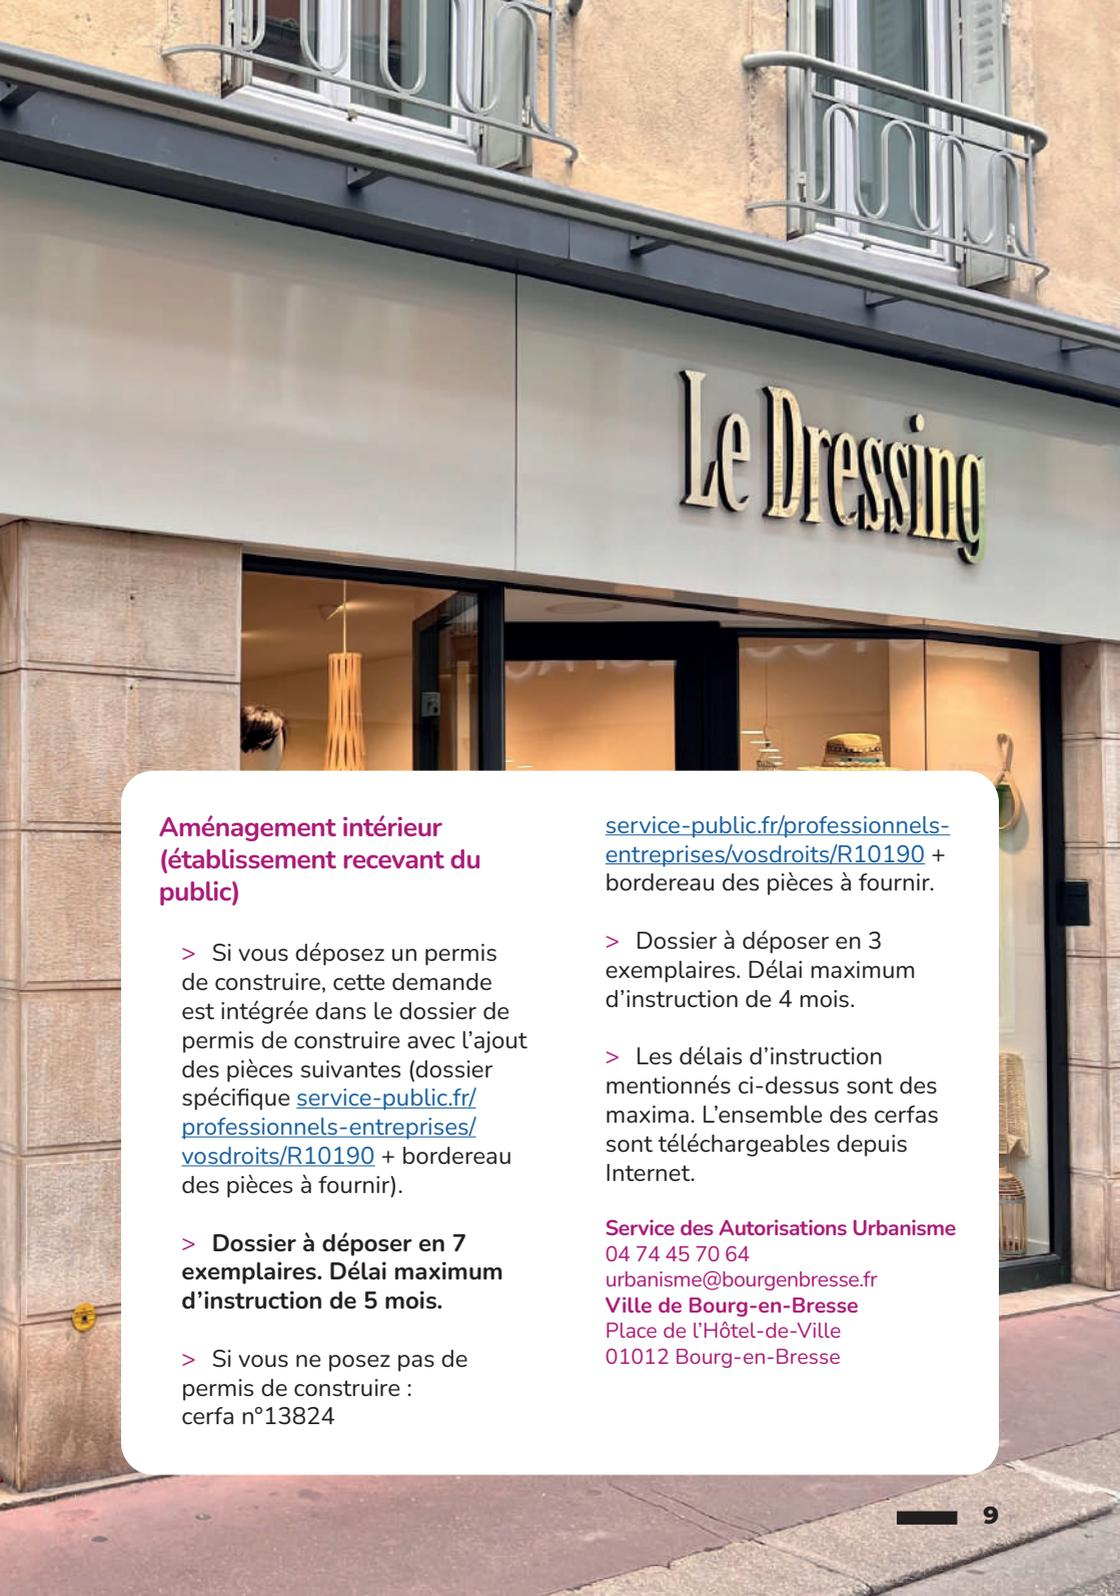 Le Dressing
Aménagement intérieur
(établissement recevant du
public)
> Si vous déposez un permis
de construire, cette demande
est intégrée dans le dossier de
permis de construire avec l’ajout
des pièces suivantes (dossier
spécifique service-public.fr/
professionnels-entreprises/
vosdroits/R10190 + bordereau
des pièces à fournir).
> Dossier à déposer en 7
exemplaires. Délai maximum
d’instruction de 5 mois.
> Si vous ne posez pas de
permis de construire :
cerfa n°13824
service-public.fr/professionnels-
entreprises/vosdroits/R10190 +
bordereau des pièces à fournir.
> Dossier à déposer en 3
exemplaires. Délai maximum
d’instruction de 4 mois.
> Les délais d’instruction
mentionnés ci-dessus sont des
maxima. L’ensemble des cerfas
sont téléchargeables depuis
Internet.
Service des Autorisations Urbanisme
04 74 45 70 64
urbanisme@bourgenbresse.fr
Ville de Bourg-en-Bresse
Place de l’Hôtel-de-Ville
01012 Bourg-en-Bresse
9